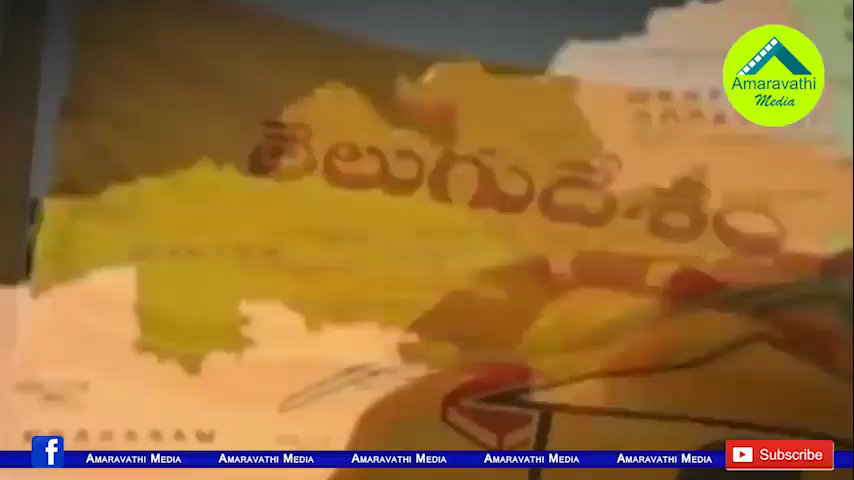 Amaravathi
Media
తెలుగుదేశం
f
AMARAVATHI MEDIA AMARAVATHI MEDIA AMARAVATHI MEDIA AMARAVATHI MEDIA AMARAVATHI MEDIA
Subscribe